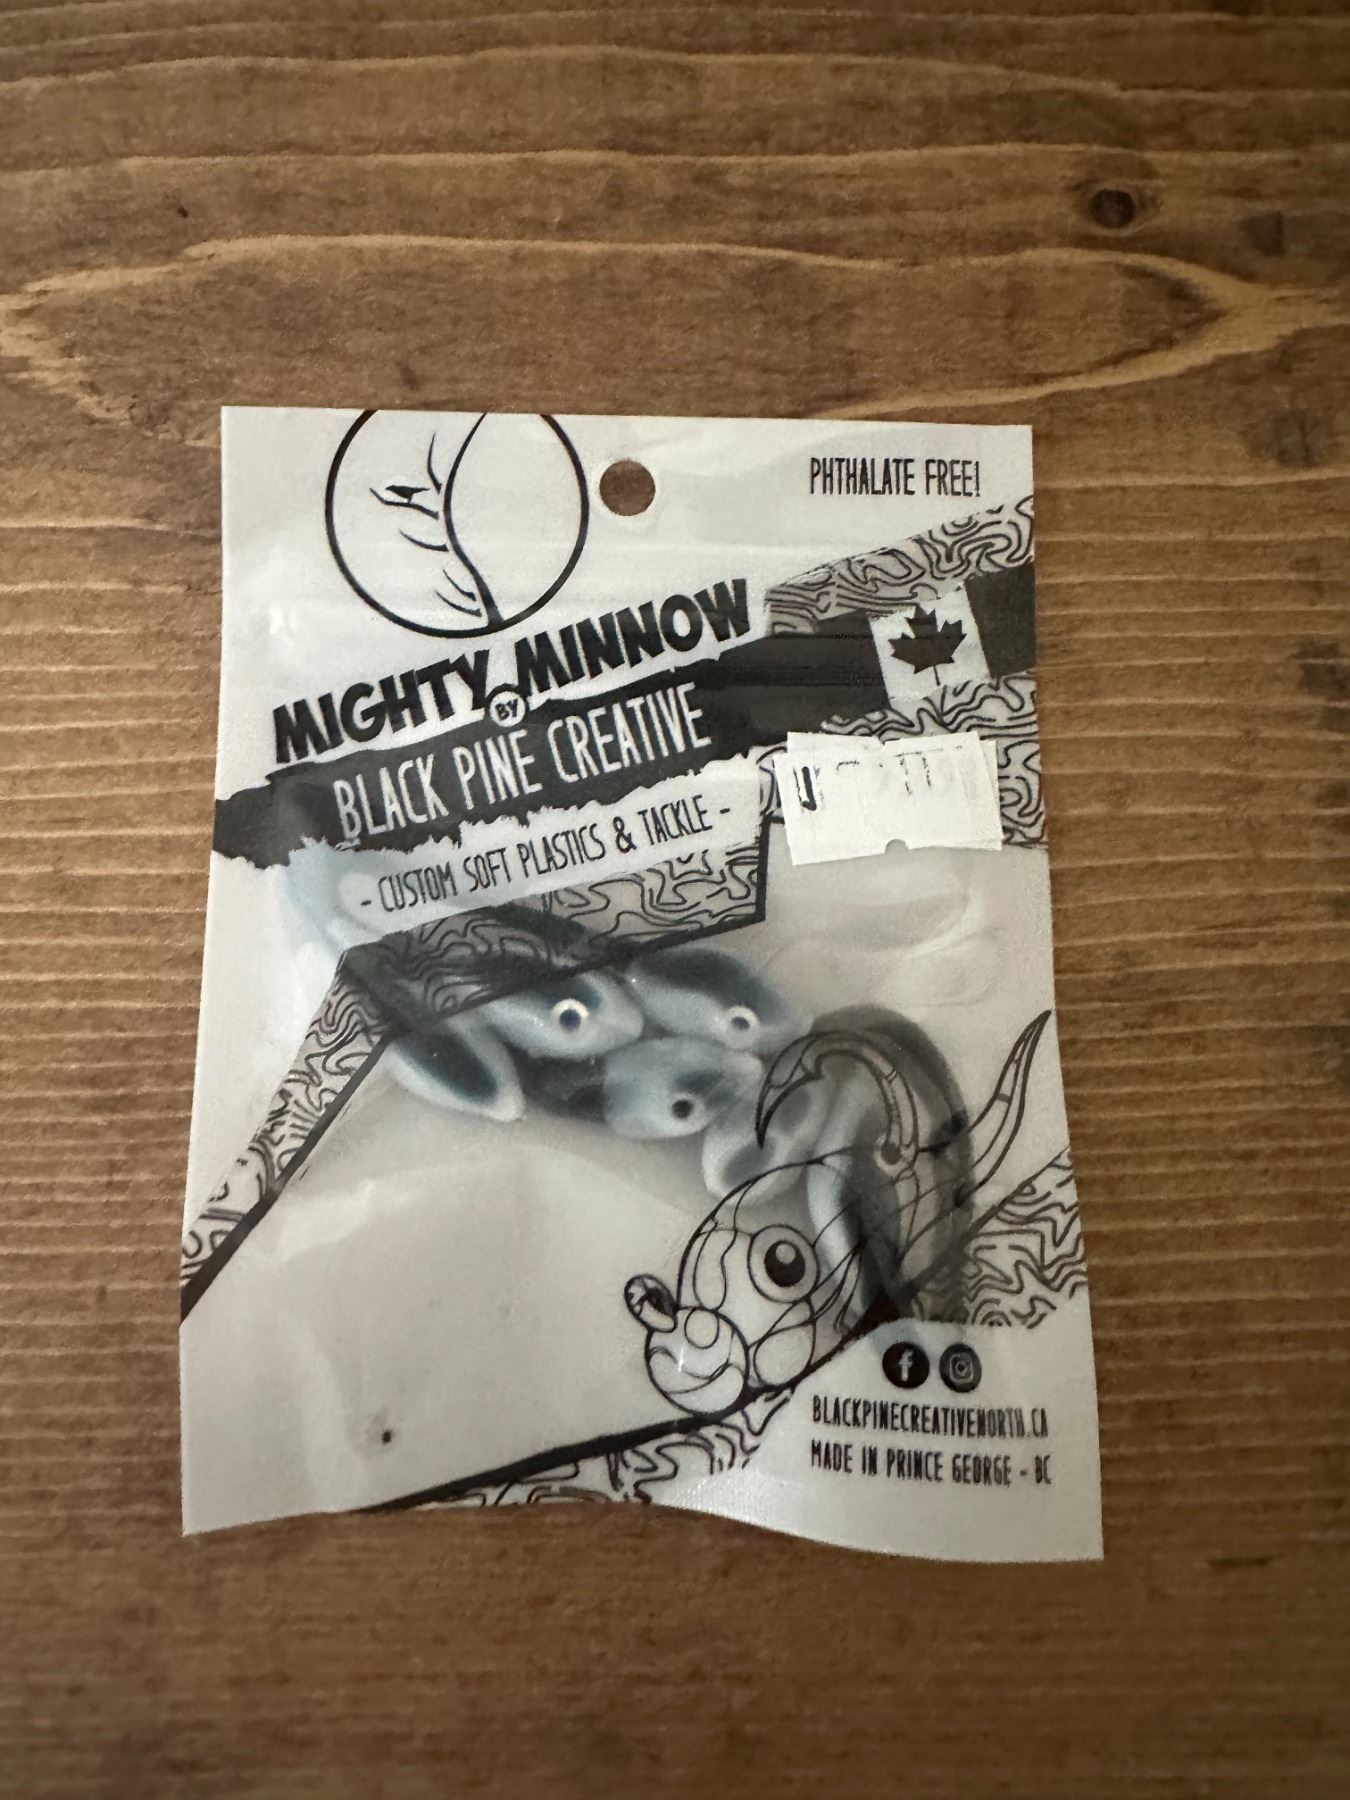 PHTHALATE FREE!
MIGHTY MINNOW
BY
BLACK PINE CREATIVE
- CUSTOM SOFT PLASTICS & TACKLE -
BLACKPINECREATIVENORTH.CA
MADE IN PRINCE GEORGE - BC